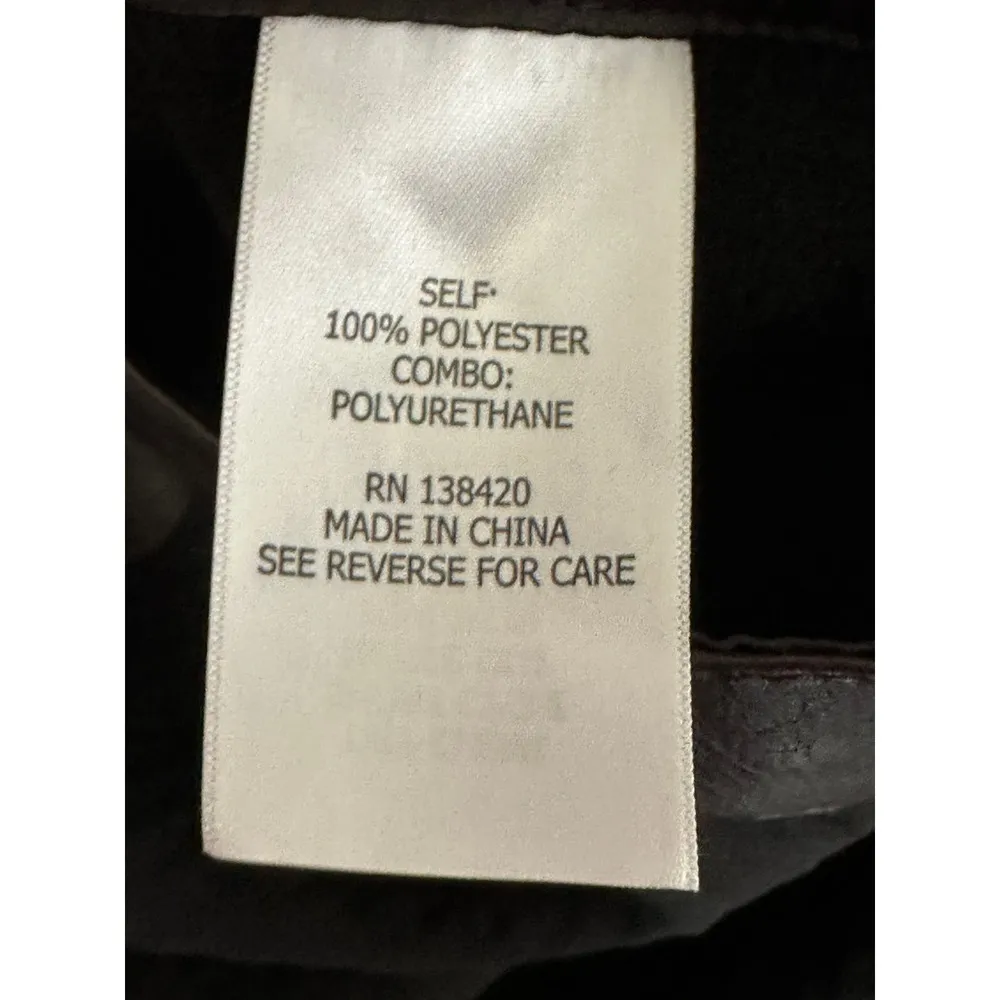 SELF·
100% POLYESTER
COMBO:
POLYURETHANE
RN 138420
MADE IN CHINA
SEE REVERSE FOR CARE